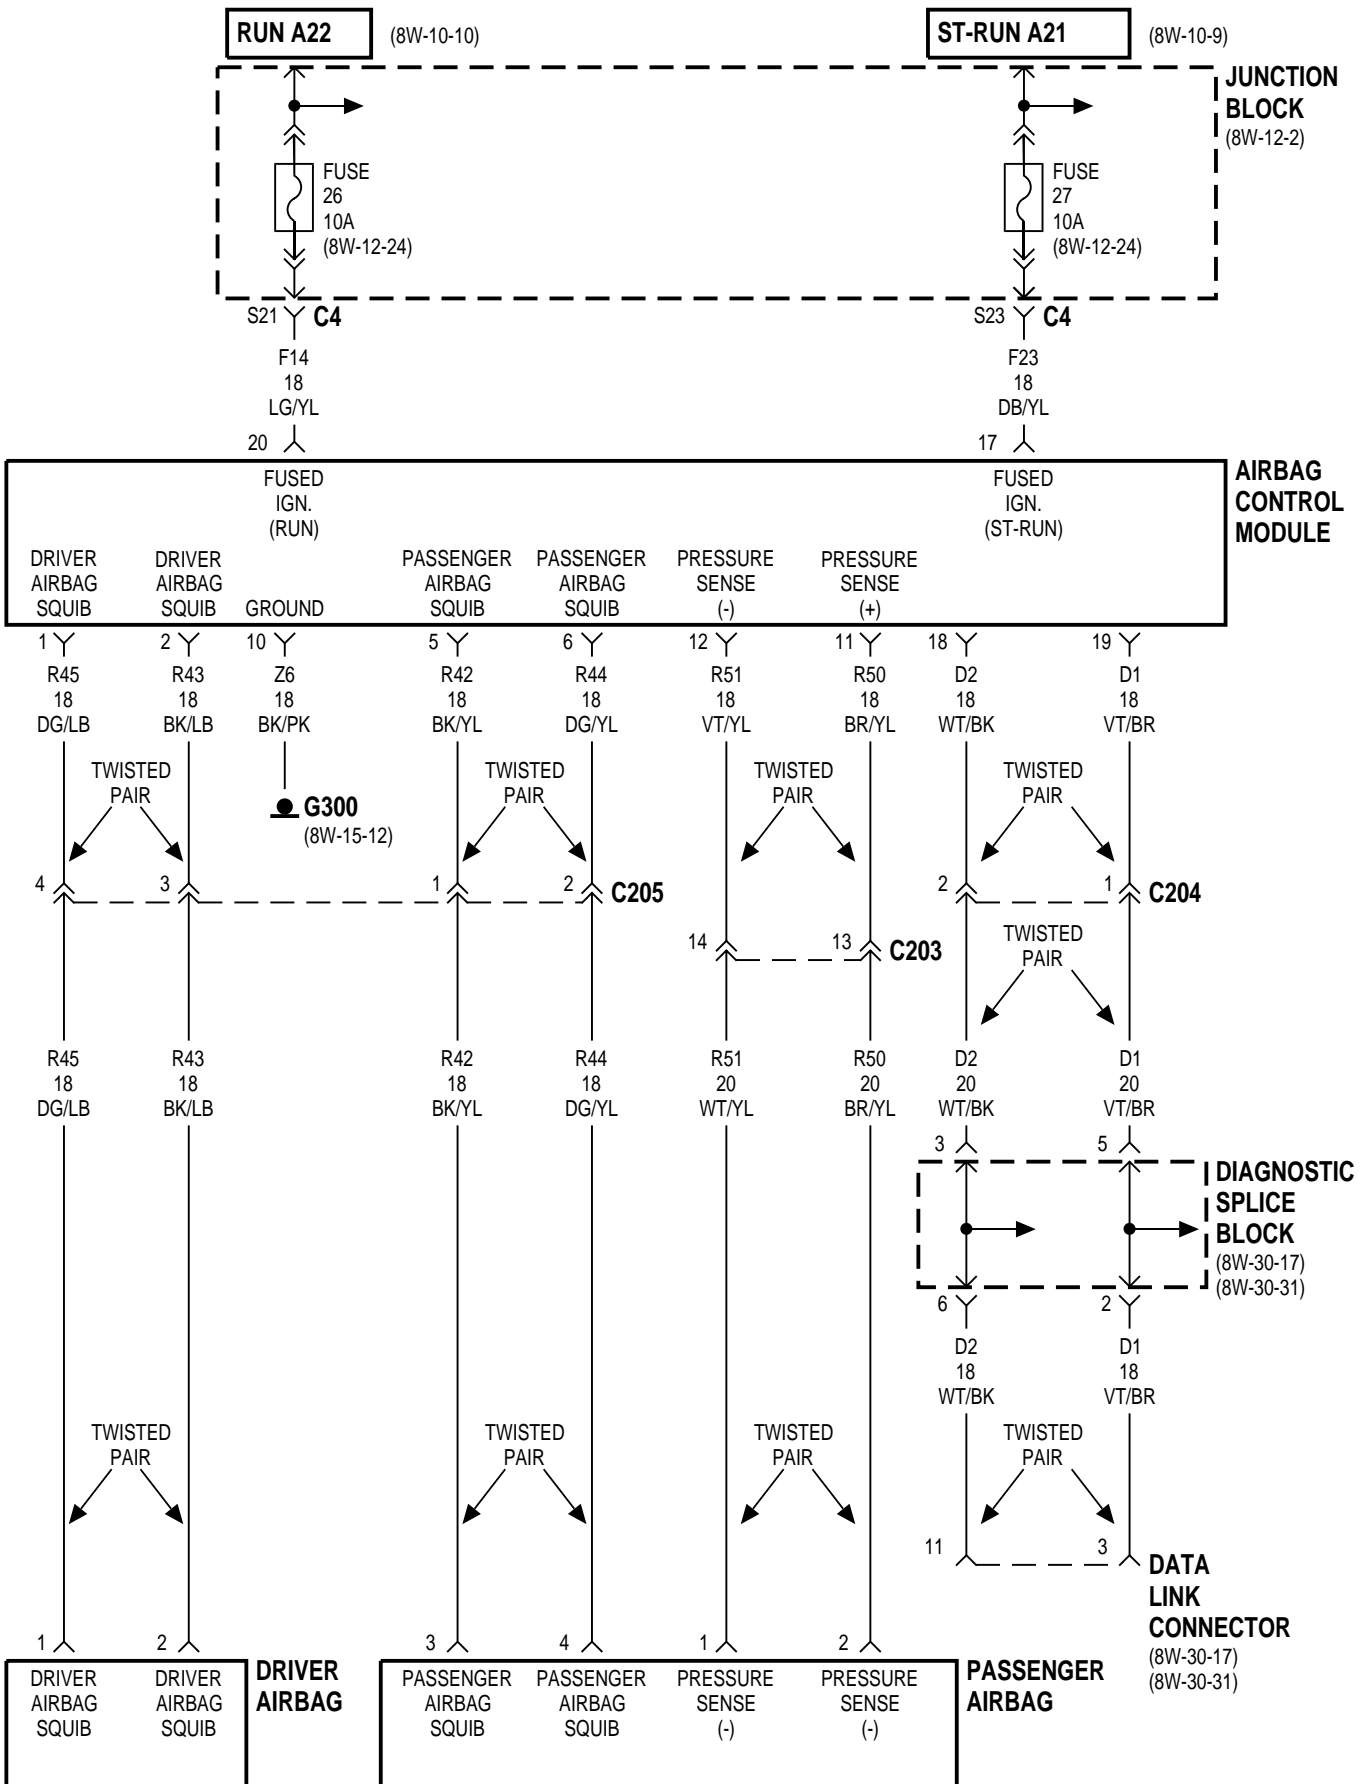 RUN A22 (8W-10-10) ST-RUN A21 (8W-10-9)
JUNCTION
BLOCK
(8W-12-2)
FUSE
26
10A
(8W-12-24)
FUSE
27
10A
(8W-12-24)
S21 C4
S23 C4
F14
18
LG/YL
20
F23
18
DB/YL
17
FUSED
IGN.
(RUN)
FUSED
IGN.
(ST-RUN)
AIRBAG
CONTROL
MODULE
DRIVER
AIRBAG
SQUIB
DRIVER
AIRBAG
SQUIB
GROUND
PASSENGER
AIRBAG
SQUIB
PASSENGER
AIRBAG
SQUIB
PRESSURE
SENSE
(-)
PRESSURE
SENSE
(+)
1 2 10 5 6 12 11 18 19
R45 R43 Z6 R42 R44 R51 R50 D2 D1
18 18 18 18 18 18 18 18 18
DG/LB BK/LB BK/PK BK/YL DG/YL VT/YL BR/YL WT/BK VT/BR
TWISTED
PAIR
TWISTED
PAIR
TWISTED
PAIR
TWISTED
PAIR
G300
(8W-15-12)
4 3 1 2 C205
2 1 C204
14 13 C203
TWISTED
PAIR
R45 R43 R42 R44 R51 R50 D2 D1
18 18 18 18 20 20 20 20
DG/LB BK/LB BK/YL DG/YL WT/YL BR/YL WT/BK VT/BR
3 5
DIAGNOSTIC
SPLICE
BLOCK
(8W-30-17)
(8W-30-31)
6 2
D2 D1
18 18
WT/BK VT/BR
TWISTED
PAIR
TWISTED
PAIR
TWISTED
PAIR
TWISTED
PAIR
11 3
DATA
LINK
CONNECTOR
(8W-30-17)
(8W-30-31)
1 2 3 4 1 2
DRIVER
AIRBAG
SQUIB
DRIVER
AIRBAG
SQUIB
DRIVER
AIRBAG
PASSENGER
AIRBAG
SQUIB
PASSENGER
AIRBAG
SQUIB
PRESSURE
SENSE
(-)
PRESSURE
SENSE
(-)
PASSENGER
AIRBAG